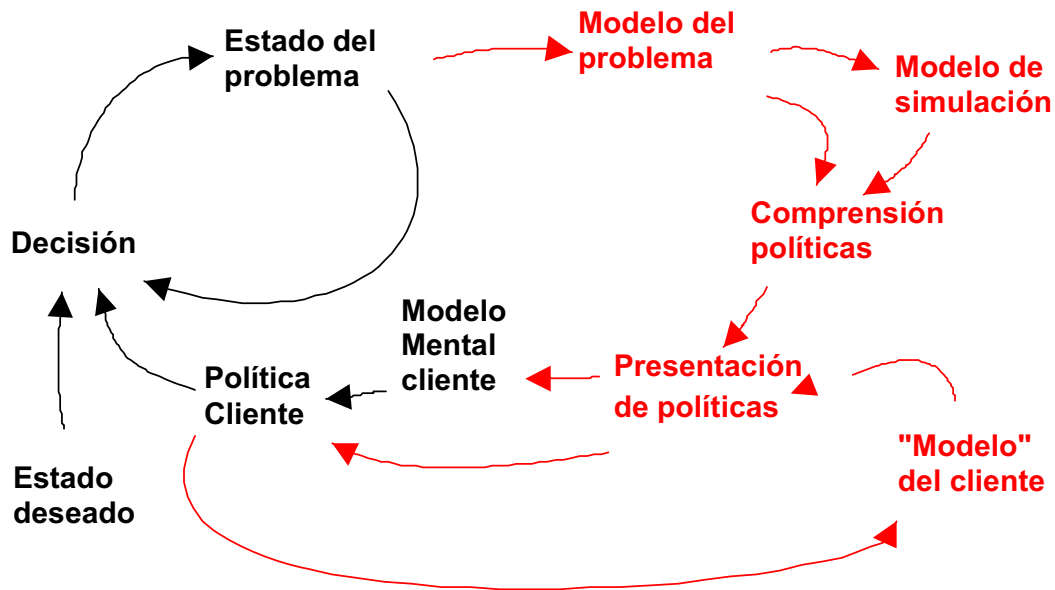 Estado del
problema
Modelo del
problema
Modelo de
simulación
Comprensión
políticas
Decisión
Modelo
Mental
cliente
Presentación
de políticas
Política
Cliente
"Modelo"
del cliente
Estado
deseado